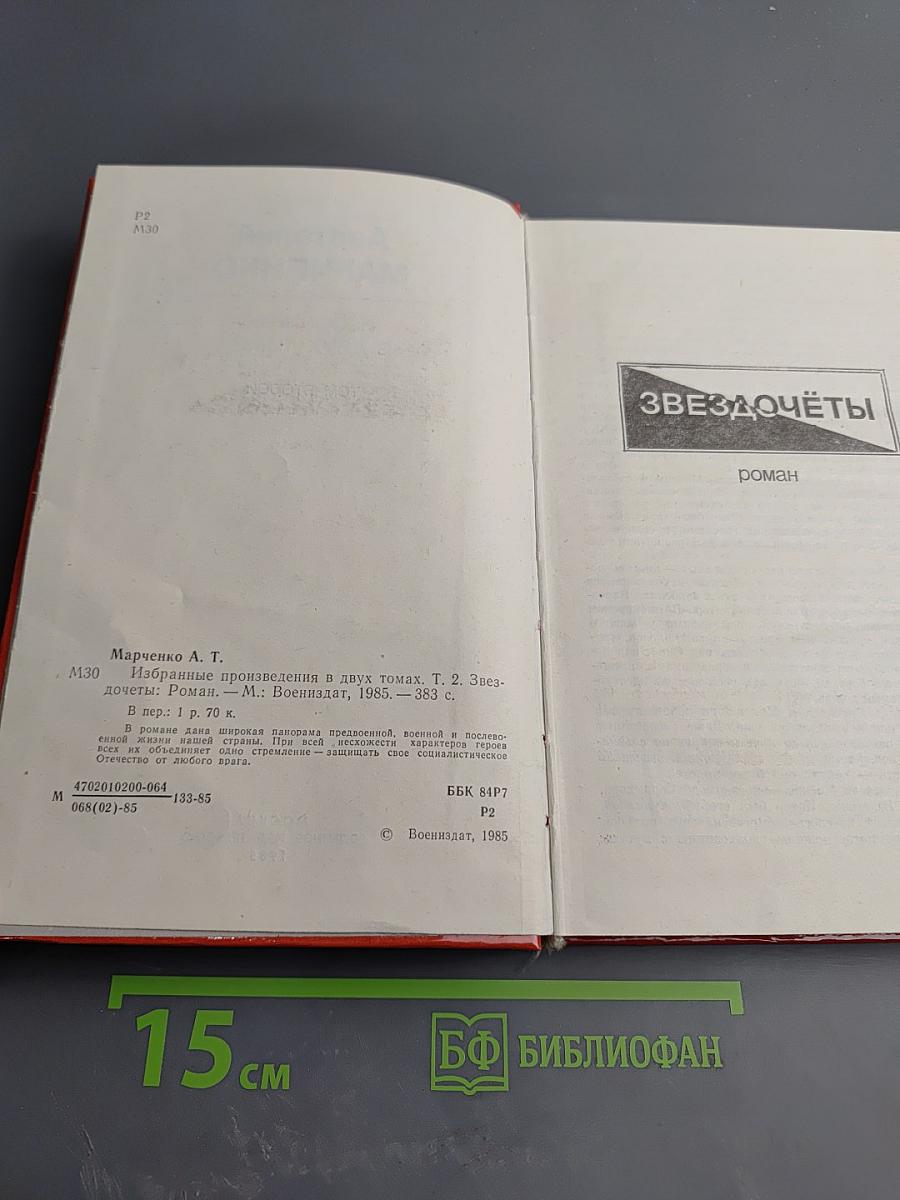 Р2
М30
Марченко А. Т.
М30 Избранные произведения в двух томах. Т. 2. Звез-
дочеты: Роман. — М.: Воениздат, 1985. — 383 с.
В пер.: 1 р. 70 к.
В романе дана широкая панорама предвоенной, военной и послево-
енной жизни нашей страны. При всей несхожести характеров героев
всех их объединяет одно стремление — защищать свое социалистическое
Отечество от любого врага.
М 4702010200-064 133-85
068(02)-85
ББК 84Р7
Р2
© Воениздат, 1985
ЗВЕЗДОЧЁТЫ
роман
15 см
БФ БИБЛИОФАН